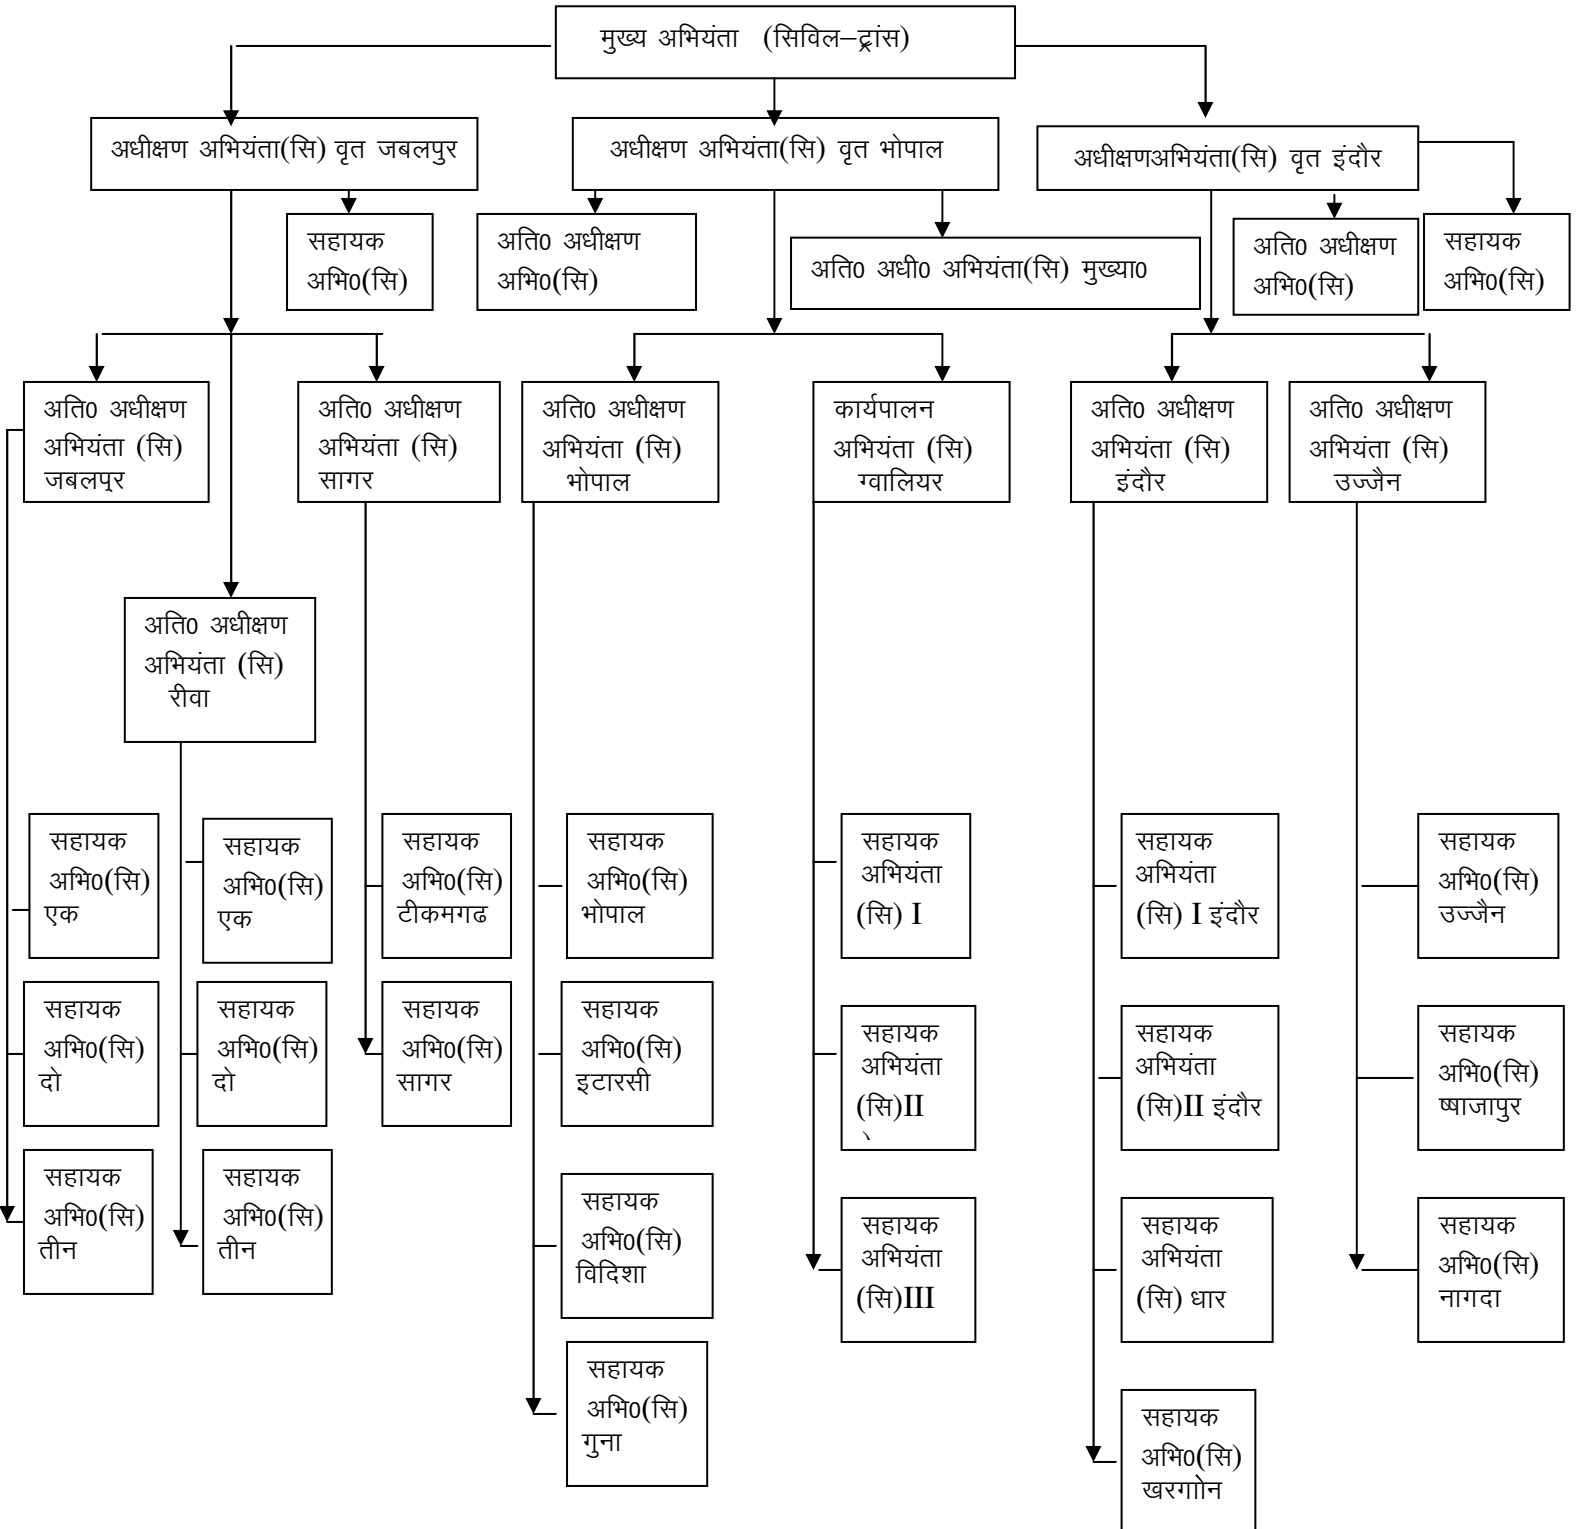 मुख्य अभियंता (सिविल–ट्रांस)
अधीक्षण अभियंता(सि) वृत जबलपुर
अधीक्षण अभियंता(सि) वृत भोपाल
अधीक्षणअभियंता(सि) वृत इंदौर
सहायक
अभि0(सि)
अति0 अधीक्षण
अभि0(सि)
अति0 अधी0 अभियंता(सि) मुख्या0
अति0 अधीक्षण
अभि0(सि)
सहायक
अभि0(सि)
अति0 अधीक्षण
अभियंता (सि)
जबलपुर
अति0 अधीक्षण
अभियंता (सि)
सागर
अति0 अधीक्षण
अभियंता (सि)
भोपाल
कार्यपालन
अभियंता (सि)
ग्वालियर
अति0 अधीक्षण
अभियंता (सि)
इंदौर
अति0 अधीक्षण
अभियंता (सि)
उज्जैन
अति0 अधीक्षण
अभियंता (सि)
रीवा
सहायक
अभि0(सि)
एक
सहायक
अभि0(सि)
एक
सहायक
अभि0(सि)
टीकमगढ
सहायक
अभि0(सि)
भोपाल
सहायक
अभियंता
(सि) I
सहायक
अभियंता
(सि) I इंदौर
सहायक
अभि0(सि)
उज्जैन
सहायक
अभि0(सि)
दो
सहायक
अभि0(सि)
दो
सहायक
अभि0(सि)
सागर
सहायक
अभि0(सि)
इटारसी
सहायक
अभियंता
(सि)II
सहायक
अभियंता
(सि)II इंदौर
सहायक
अभि0(सि)
ष्षाजापुर
सहायक
अभि0(सि)
तीन
सहायक
अभि0(सि)
तीन
सहायक
अभि0(सि)
विदिशा
सहायक
अभियंता
(सि)III
सहायक
अभियंता
(सि) धार
सहायक
अभि0(सि)
नागदा
सहायक
अभि0(सि)
गुना
सहायक
अभि0(सि)
खरगाोन